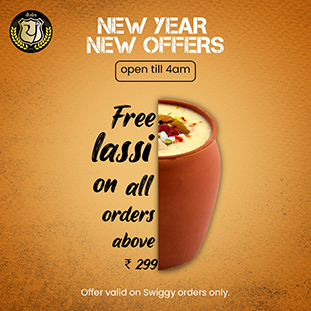 NEW YEAR
NEW OFFERS
open till 4am
Free
lassi
on all
orders
above
₹ 299
Offer valid on Swiggy orders only.